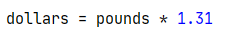 dollars = pounds * 1.31